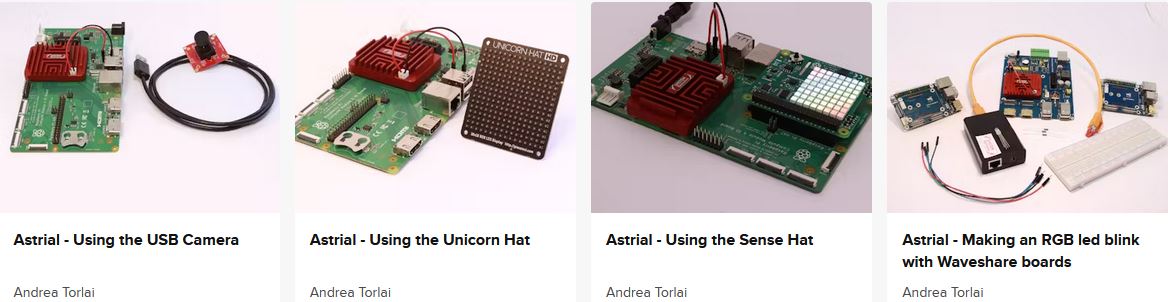 Astrial - Using the USB Camera
Andrea Torlai
UNICORN HAT HD
Astrial - Using the Unicorn Hat
Andrea Torlai
Astrial - Using the Sense Hat
Andrea Torlai
Astrial - Making an RGB led blink
with Waveshare boards
Andrea Torlai